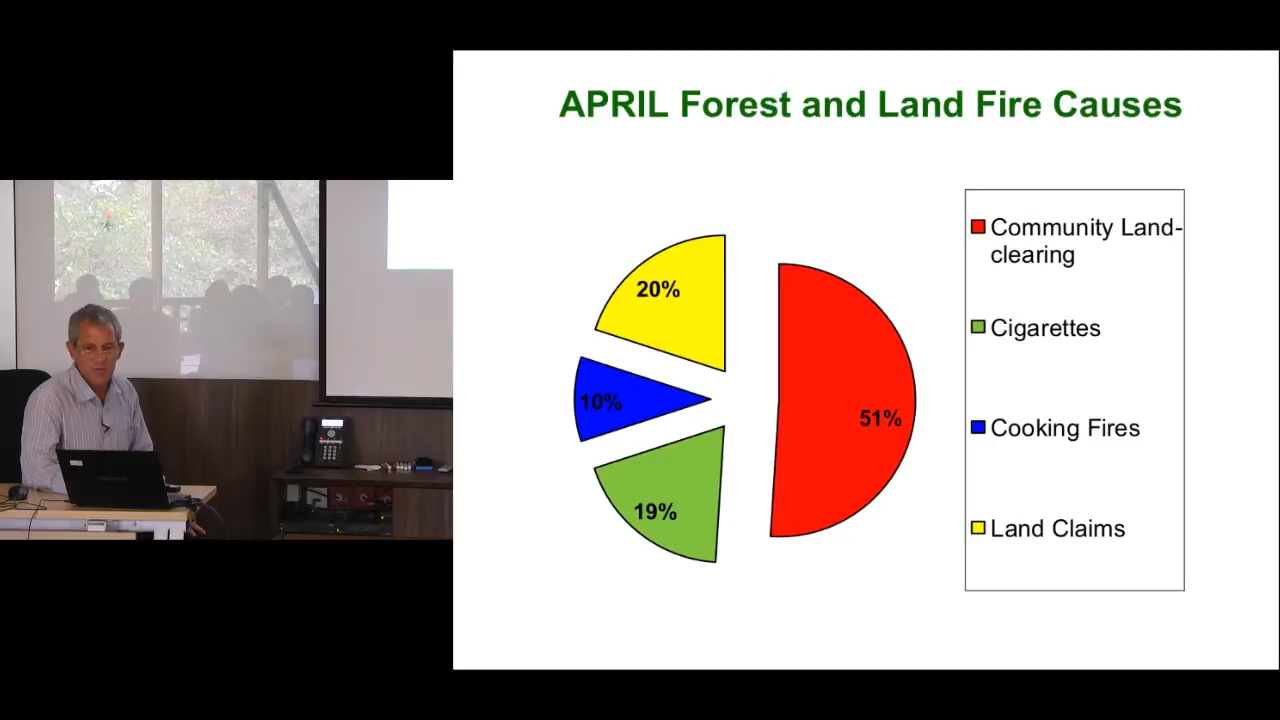 APRIL Forest and Land Fire Causes
Community Land-
clearing
Cigarettes
Cooking Fires
Land Claims
20%
10%
19%
51%